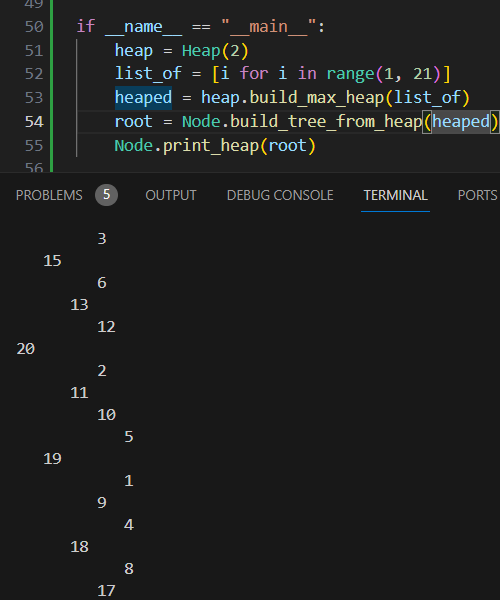 49
50 if __name__ == "__main__":
51 heap = Heap(2)
52 list_of = [i for i in range(1, 21)]
53 heaped = heap.build_max_heap(list_of)
54 root = Node.build_tree_from_heap(heaped)
55 Node.print_heap(root)
56
PROBLEMS 5 OUTPUT DEBUG CONSOLE TERMINAL PORTS
3
15
6
13
12
20
2
11
10
5
19
1
9
4
18
8
17